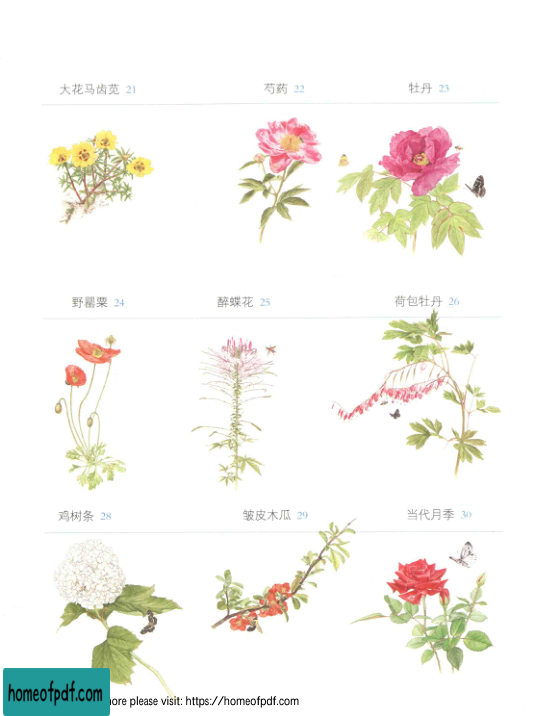 大花马齿苋 21
芍药 22
牡丹 23
野罂粟 24
醉蝶花 25
荷包牡丹 26
鸡树条 28
皱皮木瓜 29
当代月季 30
homeofpdf.com
ore please visit: https://homeofpdf.com